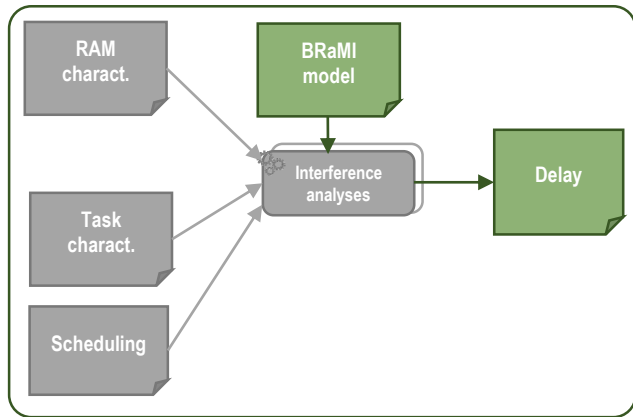 RAM
charact.
BRaMI
model
Interference
analyses
Delay
Task
charact.
Scheduling